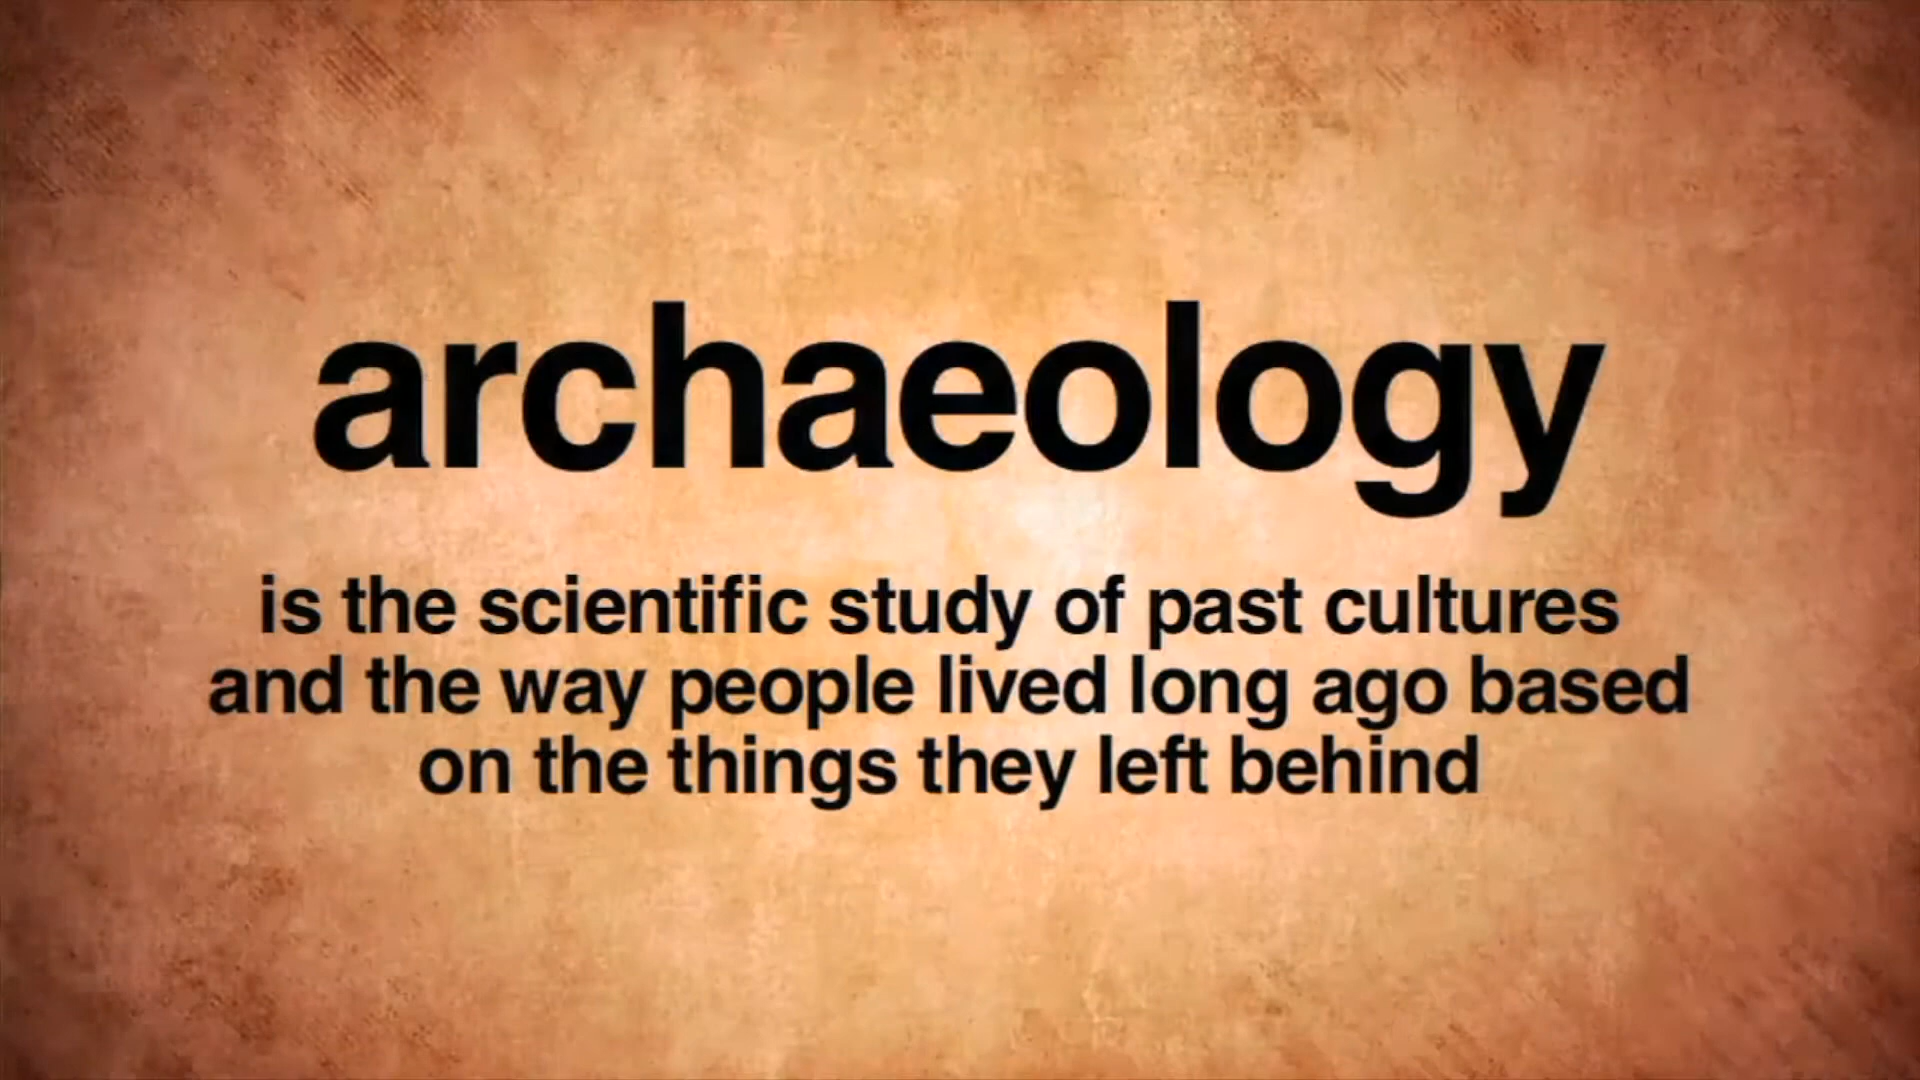 archaeology
is the scientific study of past cultures
and the way people lived long ago based
on the things they left behind